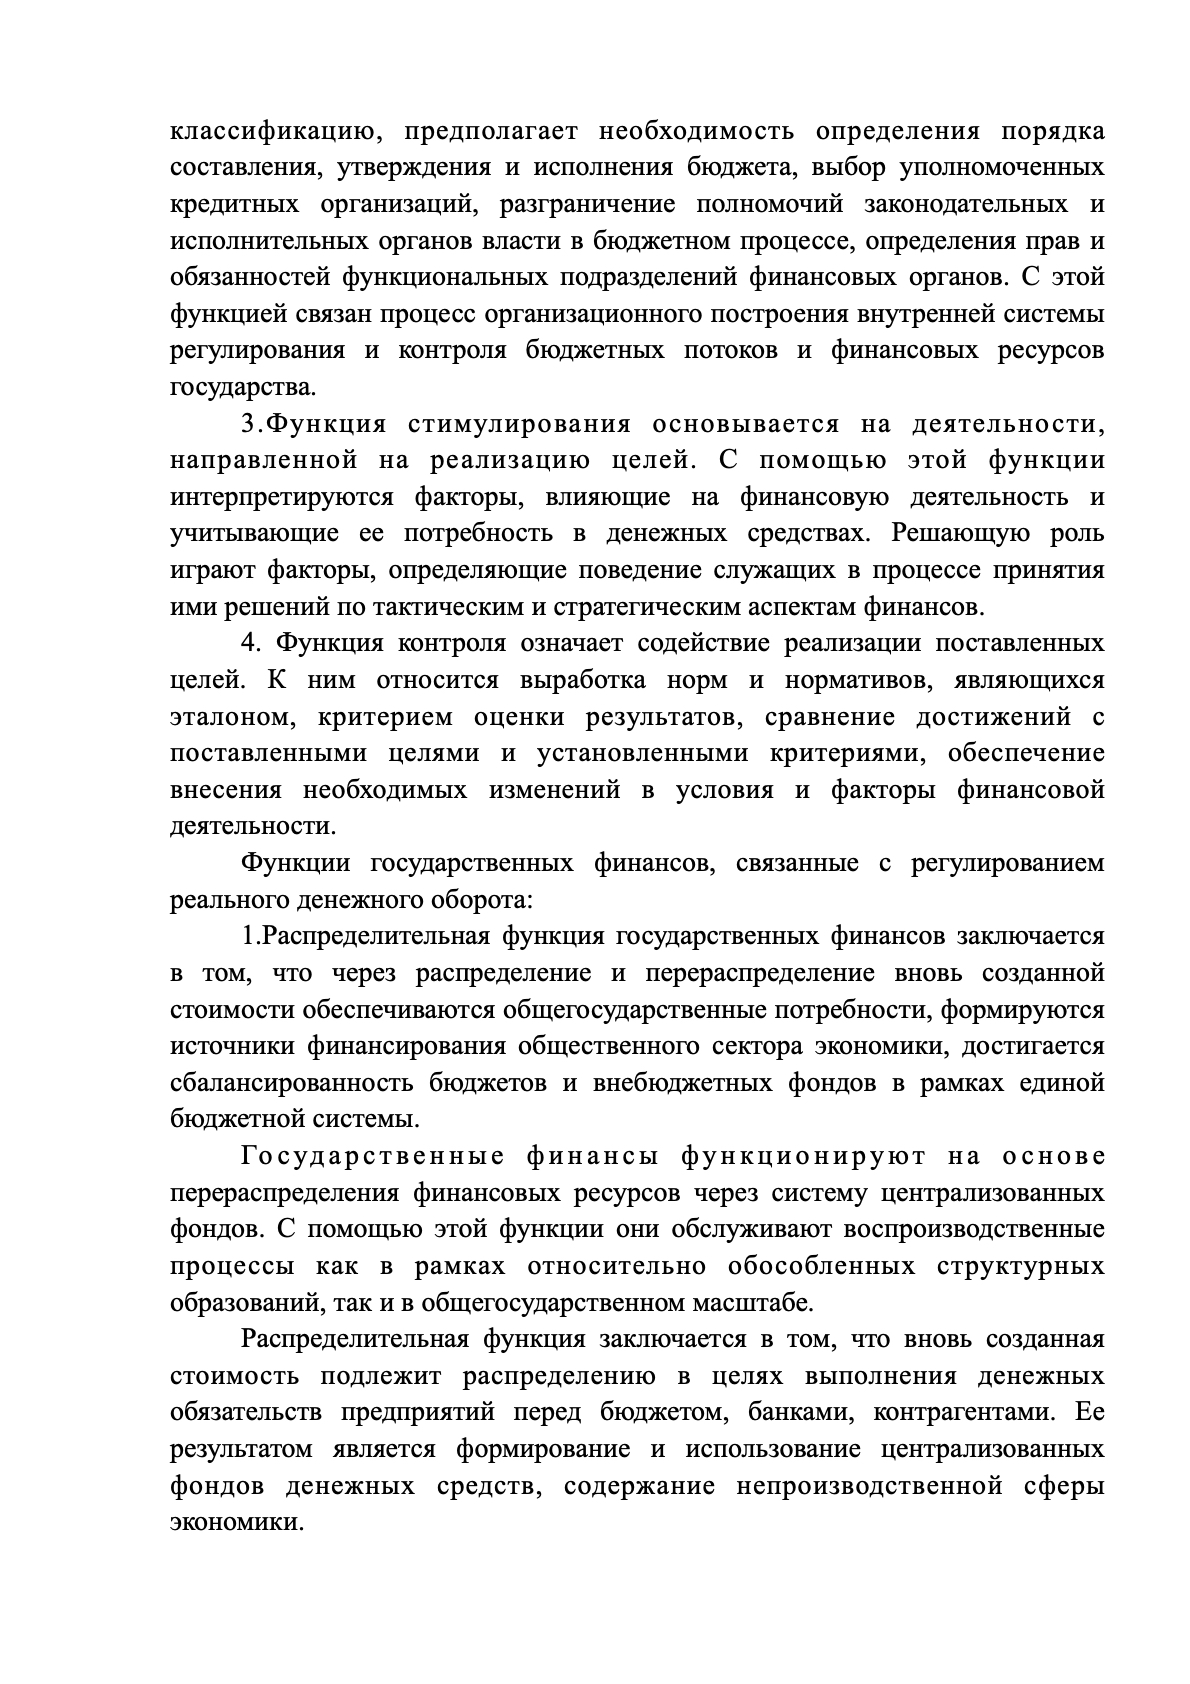 классификацию, предполагает необходимость определения порядка
составления, утверждения и исполнения бюджета, выбор уполномоченных
кредитных организаций, разграничение полномочий законодательных и
исполнительных органов власти в бюджетном процессе, определения прав и
обязанностей функциональных подразделений финансовых органов. С этой
функцией связан процесс организационного построения внутренней системы
регулирования и контроля бюджетных потоков и финансовых ресурсов
государства.
3.Функция стимулирования основывается на деятельности,
направленной на реализацию целей. С помощью этой функции
интерпретируются факторы, влияющие на финансовую деятельность и
учитывающие ее потребность в денежных средствах. Решающую роль
играют факторы, определяющие поведение служащих в процессе принятия
ими решений по тактическим и стратегическим аспектам финансов.
4. Функция контроля означает содействие реализации поставленных
целей. К ним относится выработка норм и нормативов, являющихся
эталоном, критерием оценки результатов, сравнение достижений с
поставленными целями и установленными критериями, обеспечение
внесения необходимых изменений в условия и факторы финансовой
деятельности.
Функции государственных финансов, связанные с регулированием
реального денежного оборота:
1.Распределительная функция государственных финансов заключается
в том, что через распределение и перераспределение вновь созданной
стоимости обеспечиваются общегосударственные потребности, формируются
источники финансирования общественного сектора экономики, достигается
сбалансированность бюджетов и внебюджетных фондов в рамках единой
бюджетной системы.
Государственные финансы функционируют на основе
перераспределения финансовых ресурсов через систему централизованных
фондов. С помощью этой функции они обслуживают воспроизводственные
процессы как в рамках относительно обособленных структурных
образований, так и в общегосударственном масштабе.
Распределительная функция заключается в том, что вновь созданная
стоимость подлежит распределению в целях выполнения денежных
обязательств предприятий перед бюджетом, банками, контрагентами. Ее
результатом является формирование и использование централизованных
фондов денежных средств, содержание непроизводственной сферы
экономики.